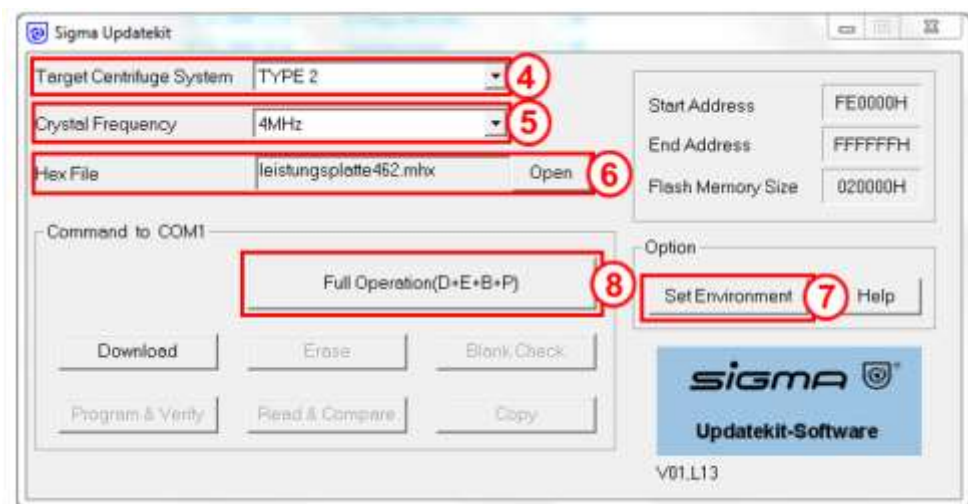 Sigma Updatekit
Target Centrifuge System TYPE 2 4
Crystal Frequency 4MHz 5
Hex File leistungsplatte462.mhx Open 6
Start Address FE0000H
End Address FFFFFFH
Flash Memory Size 020000H
Command to COM1
Full Operation(D+E+B+P) 8
Download Erase Blank Check
Program & Verify Read & Compare Copy
Option
Set Environment 7 Help
sigma
Updatekit-Software
V01,L13